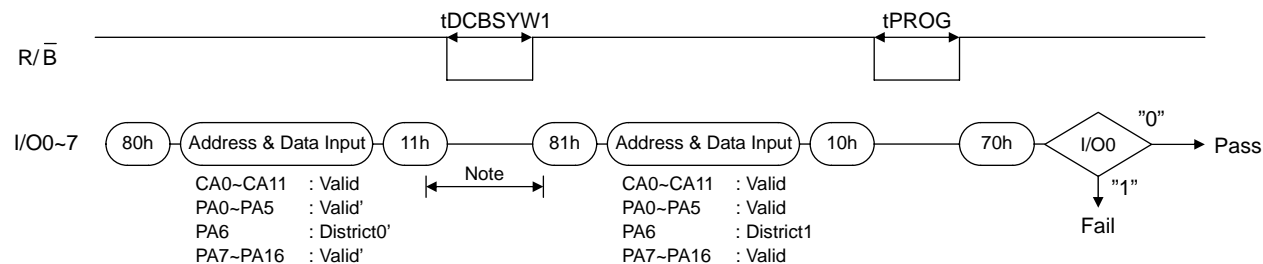 tDCBSYW1 tPROG
R/B̅
I/O0~7 80h Address & Data Input 11h 81h Address & Data Input 10h 70h I/O0 "0" Pass
Note
"1"
Fail
CA0~CA11 : Valid
PA0~PA5 : Valid'
PA6 : District0'
PA7~PA16 : Valid'
CA0~CA11 : Valid
PA0~PA5 : Valid
PA6 : District1
PA7~PA16 : Valid